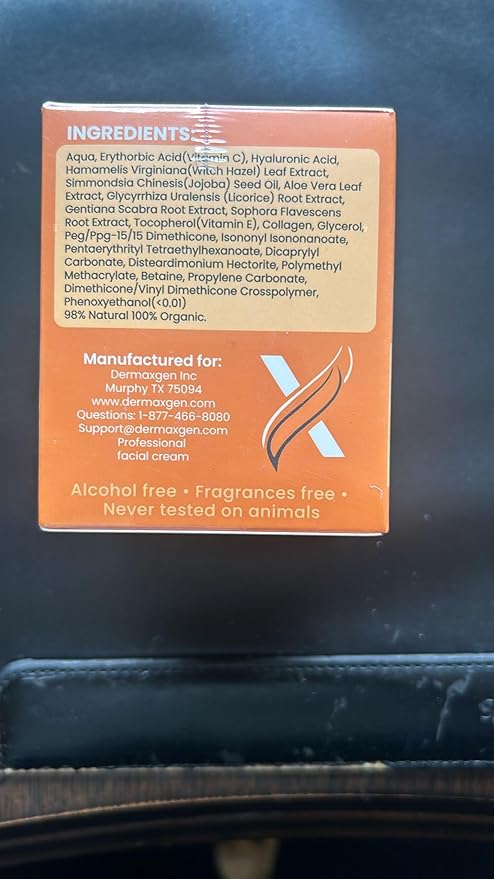 INGREDIENTS:
Aqua, Erythorbic Acid(Vitamin C), Hyaluronic Acid,
Hamamelis Virginiana(Witch Hazel) Leaf Extract,
Simmondsia Chinesis(Jojoba) Seed Oil, Aloe Vera Leaf
Extract, Glycyrrhiza Uralensis (Licorice) Root Extract,
Gentiana Scabra Root Extract, Sophora Flavescens
Root Extract, Tocopherol(Vitamin E), Collagen, Glycerol,
Peg/Ppg-15/15 Dimethicone, Isononyl Isononanoate,
Pentaerythrityl Tetraethylhexanoate, Dicaprylyl
Carbonate, Disteardimonium Hectorite, Polymethyl
Methacrylate, Betaine, Propylene Carbonate,
Dimethicone/Vinyl Dimethicone Crosspolymer,
Phenoxyethanol(<0.01)
98% Natural 100% Organic.
Manufactured for:
Dermaxgen Inc
Murphy TX 75094
www.dermaxgen.com
Questions: 1-877-466-8080
Support@dermaxgen.com
Professional
facial cream
Alcohol free • Fragrances free •
Never tested on animals